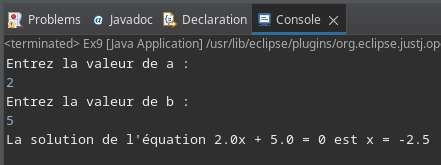 Problems @ Javadoc Declaration Console ×
<terminated> Ex9 [Java Application] /usr/lib/eclipse/plugins/org.eclipse.justj.op
Entrez la valeur de a :
2
Entrez la valeur de b :
5
La solution de l'équation 2.0x + 5.0 = 0 est x = -2.5